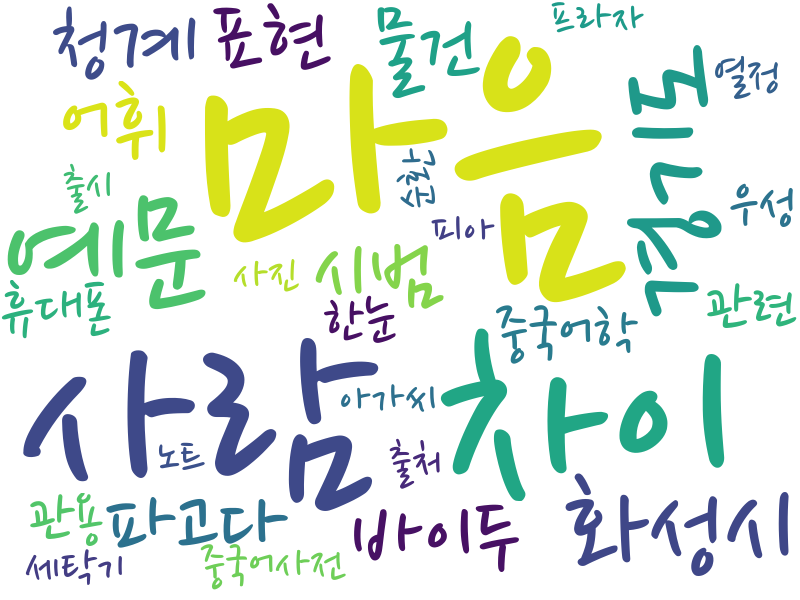 청계
표현
물건
프라자
열정
어휘
마음
출시
우성
예문
피아
사진
시범
휴대폰
한눈
중국어학
관련
사람
차이
아가씨
노트
출처
관용
파고다
바이두
화성시
세탁기
중국어사전